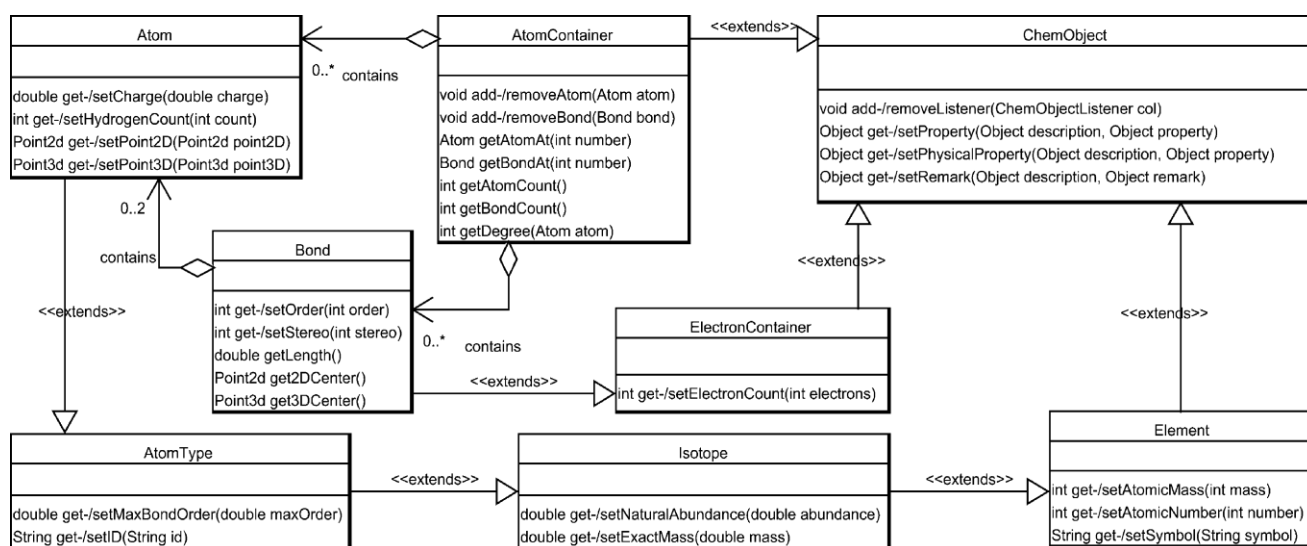 Atom
double get-/setCharge(double charge)
int get-/setHydrogenCount(int count)
Point2d get-/setPoint2D(Point2d point2D)
Point3d get-/setPoint3D(Point3d point3D)
0..* contains
AtomContainer
void add-/removeAtom(Atom atom)
void add-/removeBond(Bond bond)
Atom getAtomAt(int number)
Bond getBondAt(int number)
int getAtomCount()
int getBondCount()
int getDegree(Atom atom)
<<extends>>
ChemObject
void add-/removeListener(ChemObjectListener col)
Object get-/setProperty(Object description, Object property)
Object get-/setPhysicalProperty(Object description, Object property)
Object get-/setRemark(Object description, Object remark)
0..2
contains
<<extends>>
Bond
int get-/setOrder(int order)
int get-/setStereo(int stereo)
double getLength()
Point2d get2DCenter()
Point3d get3DCenter()
0..* contains
<<extends>>
ElectronContainer
int get-/setElectronCount(int electrons)
<<extends>>
<<extends>>
AtomType
double get-/setMaxBondOrder(double maxOrder)
String get-/setID(String id)
<<extends>>
Isotope
double get-/setNaturalAbundance(double abundance)
double get-/setExactMass(double mass)
<<extends>>
Element
int get-/setAtomicMass(int mass)
int get-/setAtomicNumber(int number)
String get-/setSymbol(String symbol)